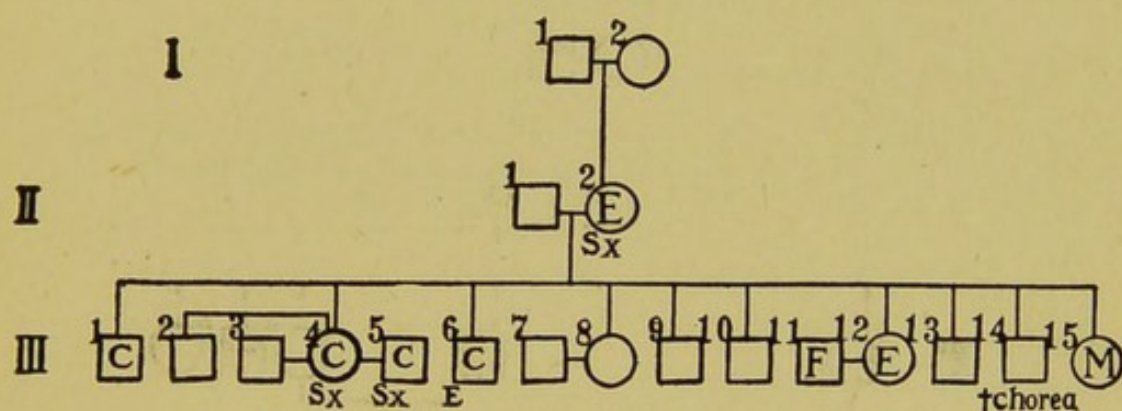 I 1 2
II 1 2 E
Sx
III 1 C 2 3 4 C 5 C 6 C 7 8 9 10 11 F 12 E 13 14 15 M
Sx Sx E †chorea